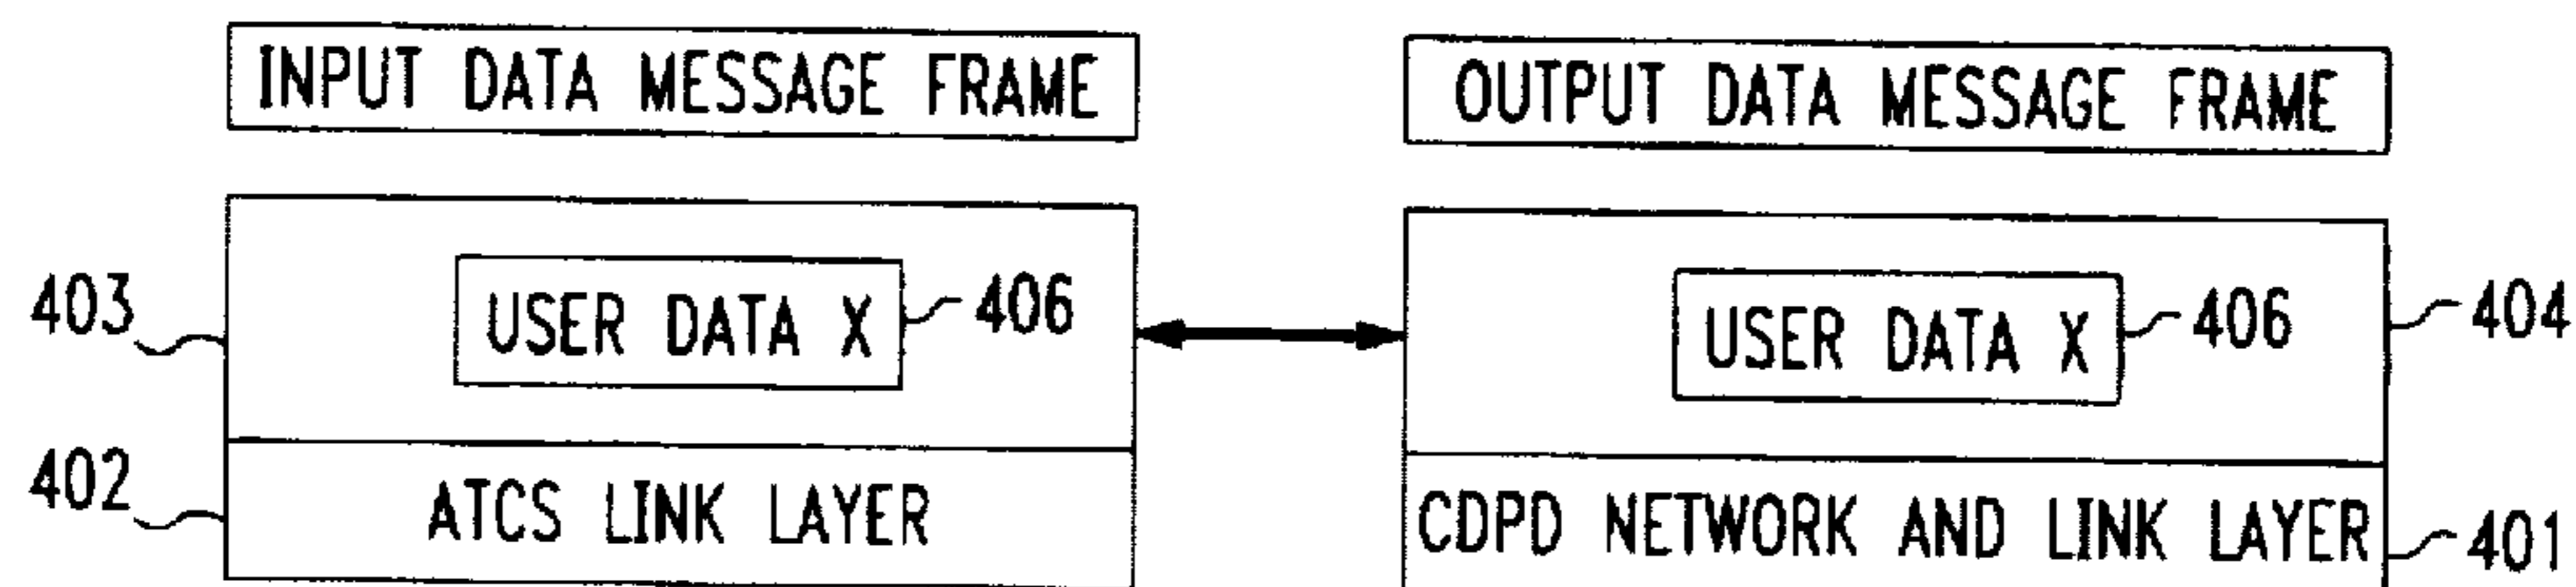 INPUT DATA MESSAGE FRAME
OUTPUT DATA MESSAGE FRAME
403
USER DATA X
406
USER DATA X
406
404
402
ATCS LINK LAYER
CDPD NETWORK AND LINK LAYER
401